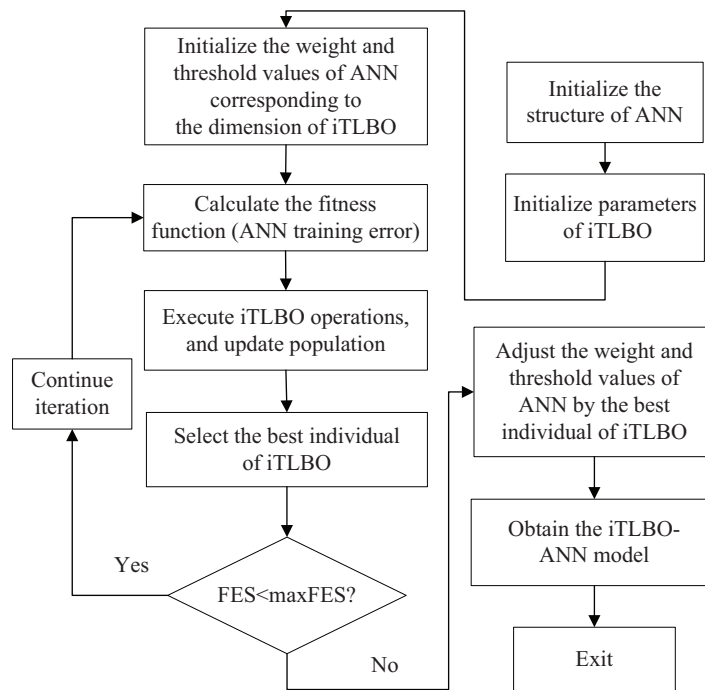 Initialize the weight and
threshold values of ANN
corresponding to
the dimension of iTLBO
Initialize the
structure of ANN
Initialize parameters
of iTLBO
Calculate the fitness
function (ANN training error)
Execute iTLBO operations,
and update population
Continue
iteration
Select the best individual
of iTLBO
Yes
FES<maxFES?
No
Adjust the weight and
threshold values of
ANN by the best
individual of iTLBO
Obtain the iTLBO-
ANN model
Exit